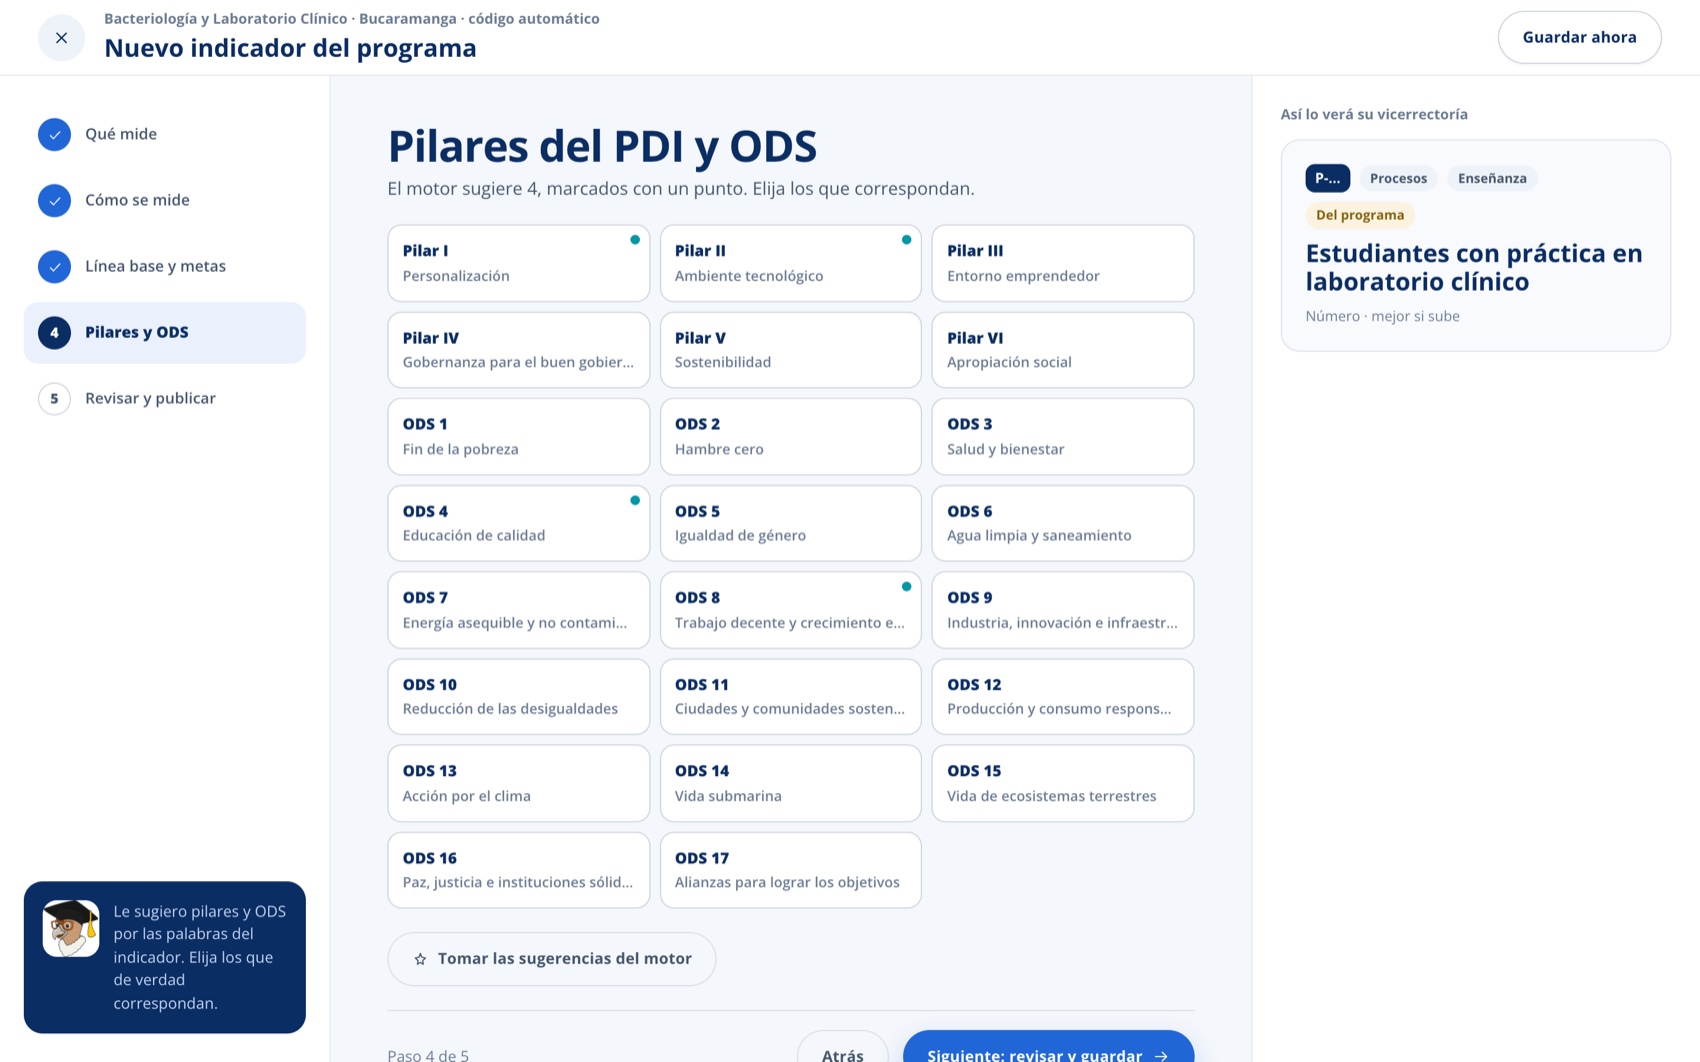 Bacteriología y Laboratorio Clínico · Bucaramanga · código automático
Nuevo indicador del programa
Guardar ahora
Qué mide
Cómo se mide
Línea base y metas
4 Pilares y ODS
5 Revisar y publicar
Le sugiero pilares y ODS
por las palabras del
indicador. Elija los que
de verdad
correspondan.
Pilares del PDI y ODS
El motor sugiere 4, marcados con un punto. Elija los que correspondan.
Pilar I
Personalización
Pilar II
Ambiente tecnológico
Pilar III
Entorno emprendedor
Pilar IV
Gobernanza para el buen gobier...
Pilar V
Sostenibilidad
Pilar VI
Apropiación social
ODS 1
Fin de la pobreza
ODS 2
Hambre cero
ODS 3
Salud y bienestar
ODS 4
Educación de calidad
ODS 5
Igualdad de género
ODS 6
Agua limpia y saneamiento
ODS 7
Energía asequible y no contami...
ODS 8
Trabajo decente y crecimiento e...
ODS 9
Industria, innovación e infraestr...
ODS 10
Reducción de las desigualdades
ODS 11
Ciudades y comunidades sosten...
ODS 12
Producción y consumo respons...
ODS 13
Acción por el clima
ODS 14
Vida submarina
ODS 15
Vida de ecosistemas terrestres
ODS 16
Paz, justicia e instituciones sólid...
ODS 17
Alianzas para lograr los objetivos
Tomar las sugerencias del motor
Paso 4 de 5
Atrás
Siguiente: revisar y guardar →
Así lo verá su vicerrectoría
P-... Procesos Enseñanza
Del programa
Estudiantes con práctica en
laboratorio clínico
Número · mejor si sube